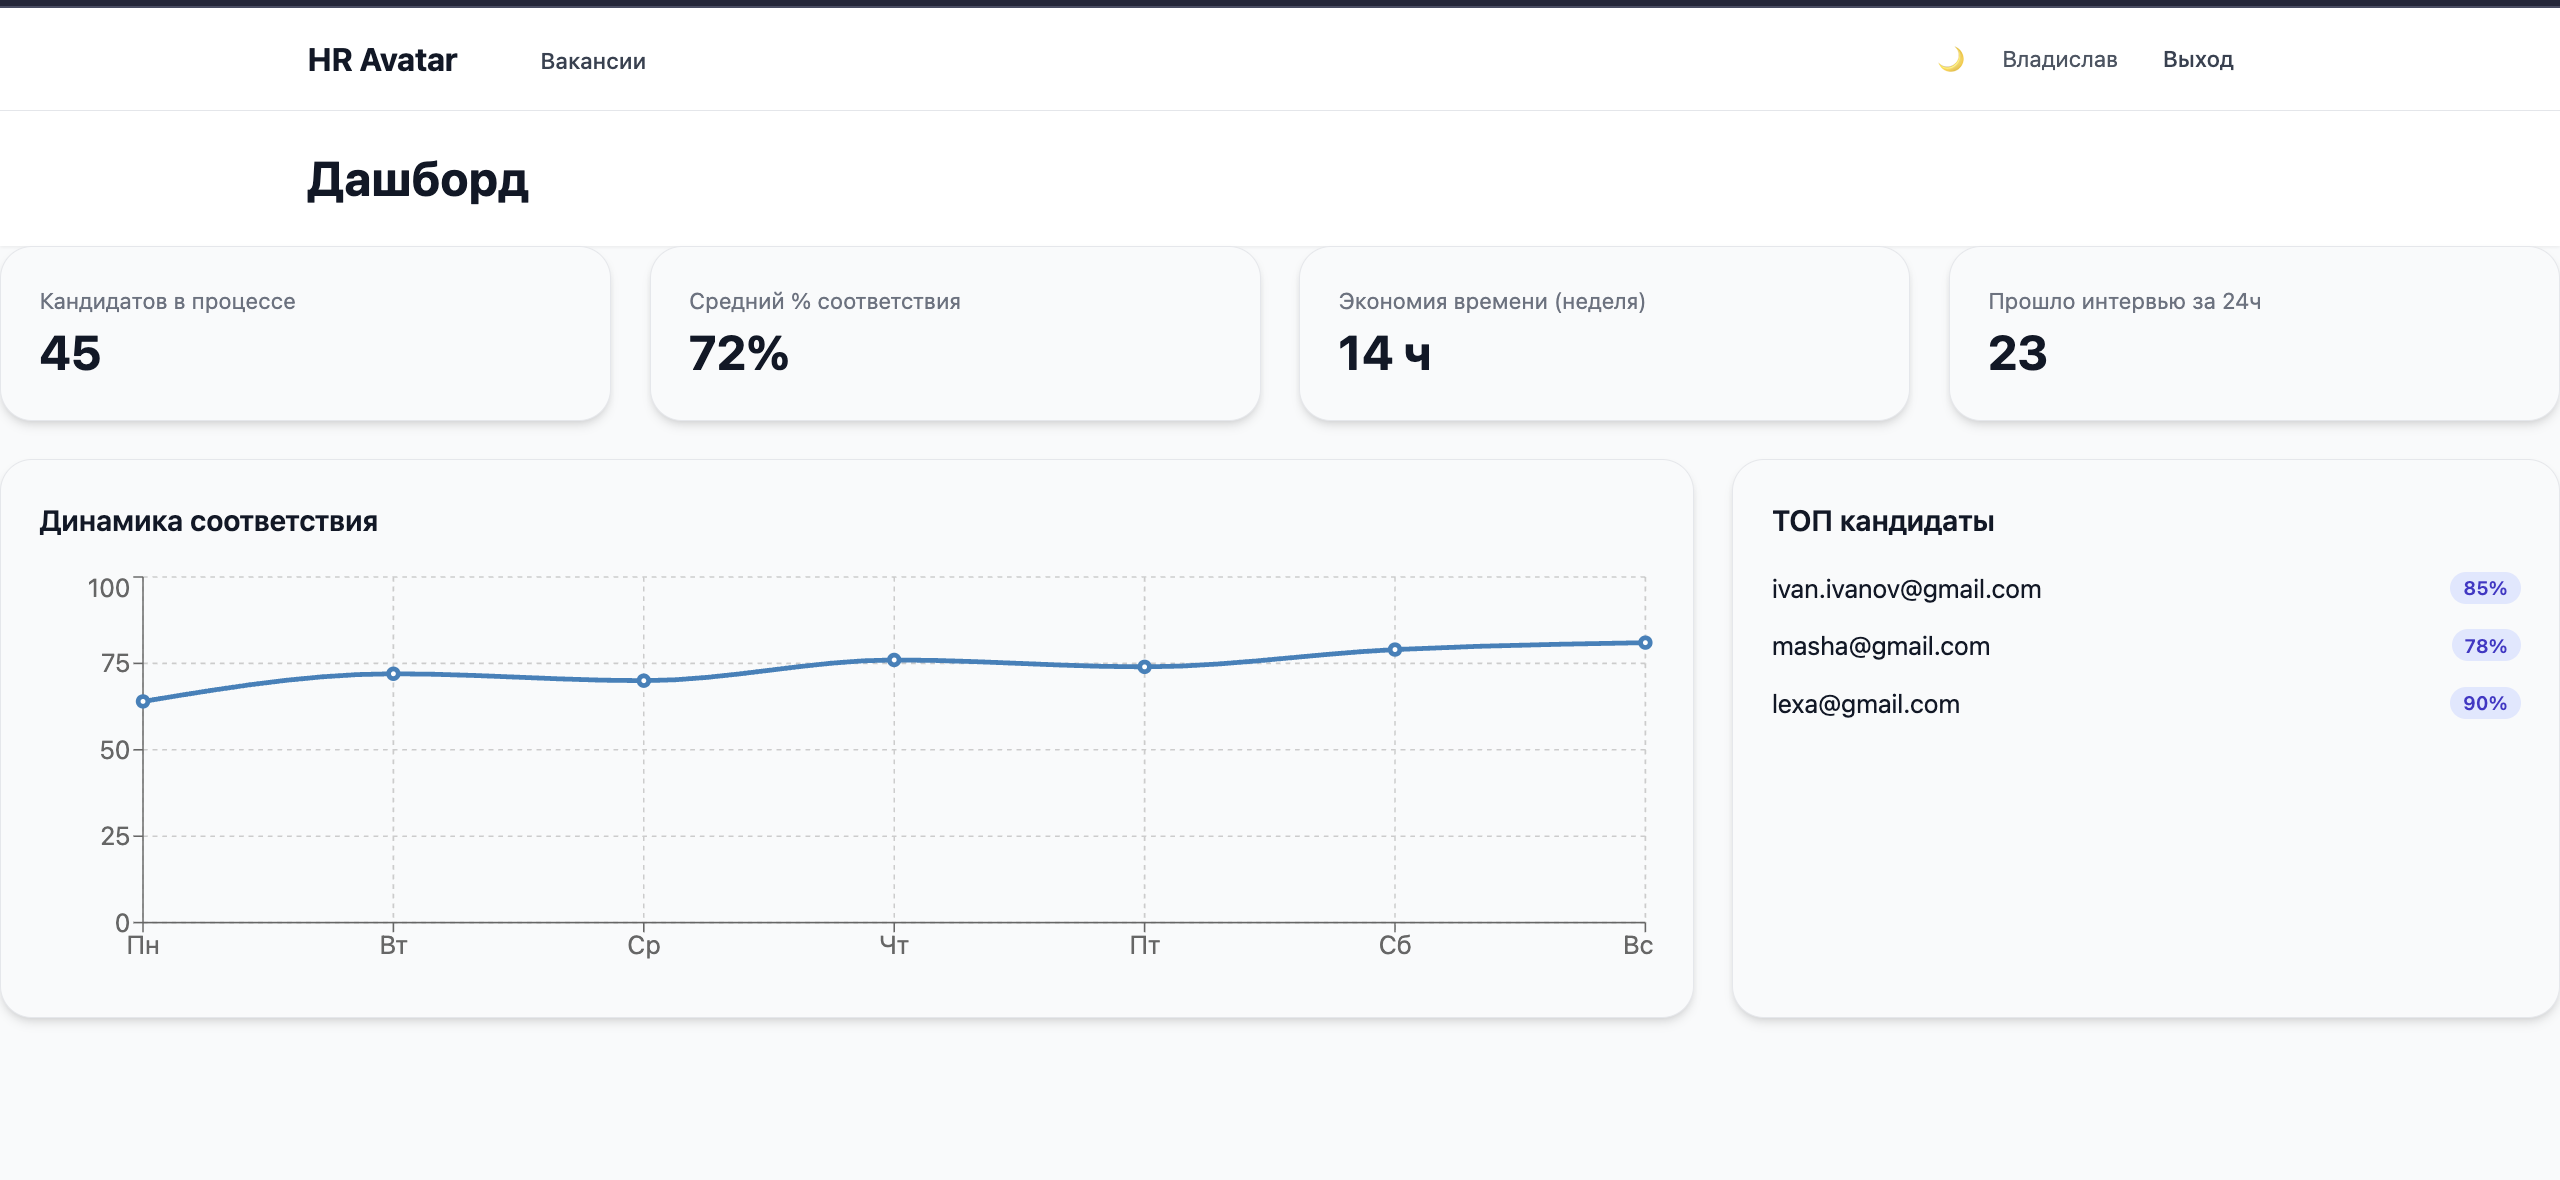 HR Avatar
Вакансии
Владислав
Выход
Дашборд
Кандидатов в процессе
45
Средний % соответствия
72%
Экономия времени (неделя)
14 ч
Прошло интервью за 24ч
23
Динамика соответствия
100
75
50
25
0
Пн Вт Ср Чт Пт Сб Вс
ТОП кандидаты
ivan.ivanov@gmail.com 85%
masha@gmail.com 78%
lexa@gmail.com 90%